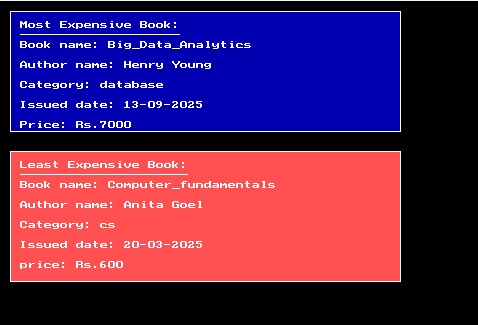 Most Expensive Book:
Book name: Big_Data_Analytics
Author name: Henry Young
Category: database
Issued date: 13-09-2025
Price: Rs.7000
Least Expensive Book:
Book name: Computer_fundamentals
Author name: Anita Goel
Category: cs
Issued date: 20-03-2025
price: Rs.600